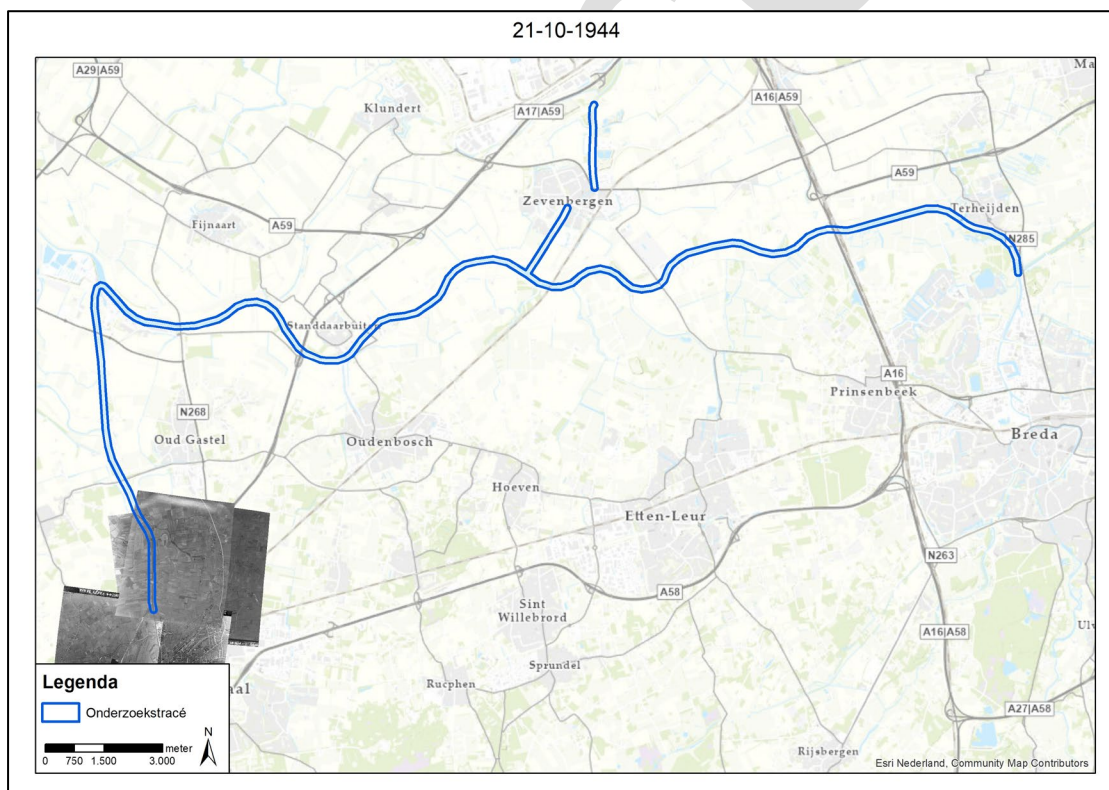 21-10-1944
A29|A59
Klundert
A17|A59
A16|A59
Ma
A59
Zevenbergen
Terheijden
Fijnaart
A59
N285
Standdaarbuiten
A16
Prinsenbeek
N268
Oud Gastel
Oudenbosch
Breda
Hoeven
Etten-Leur
N263
A58
Sint
Willebrord
A16|A58
Ulv
Sprundel
Rucphen
aal
A27|A58
Rijsbergen
Legenda
Onderzoekstracé
N
meter
0 750 1.500 3.000
Esri Nederland, Community Map Contributors